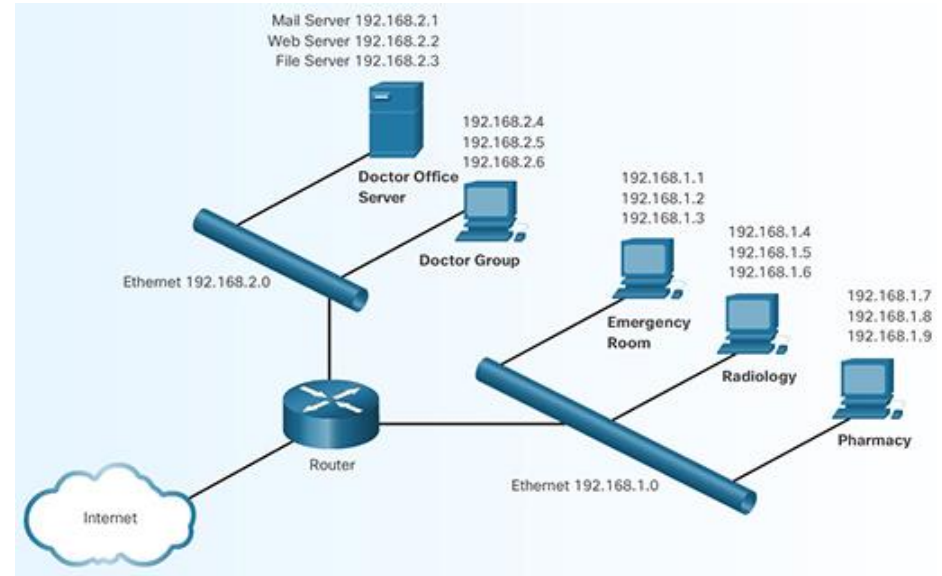 Mail Server 192.168.2.1
Web Server 192.168.2.2
File Server 192.168.2.3
192.168.2.4
192.168.2.5
192.168.2.6
Doctor Office
Server
Doctor Group
Ethernet 192.168.2.0
192.168.1.1
192.168.1.2
192.168.1.3
Emergency
Room
192.168.1.4
192.168.1.5
192.168.1.6
Radiology
192.168.1.7
192.168.1.8
192.168.1.9
Pharmacy
Router
Ethernet 192.168.1.0
Internet